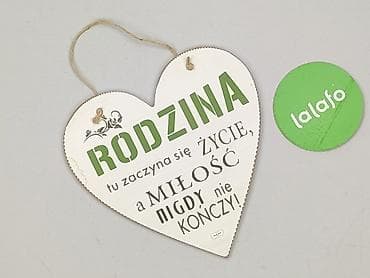 RODZINA
tu zaczyna się ŻYCIE,
a MIŁOŚĆ
NIGDY nie
KOŃCZY!
lalafo